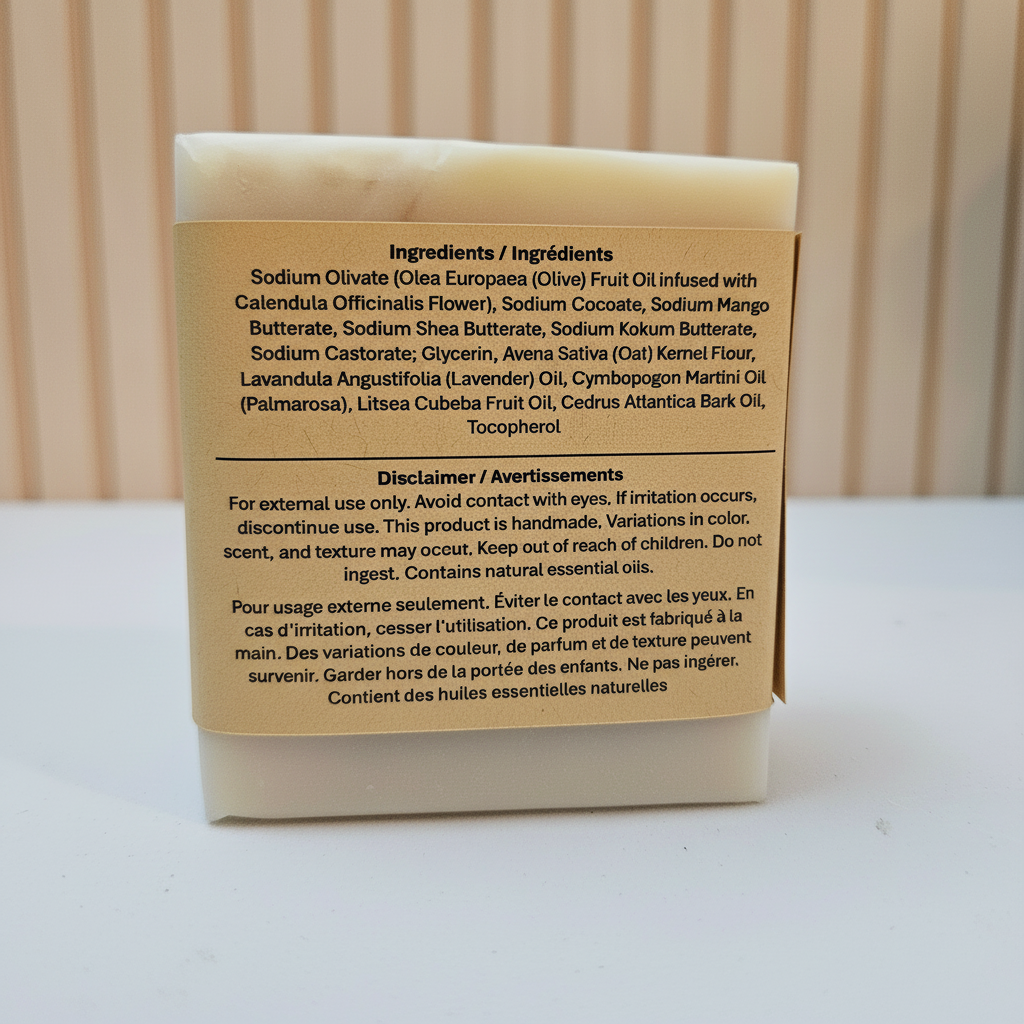 Ingredients / Ingrédients
Sodium Olivate (Olea Europaea (Olive) Fruit Oil infused with
Calendula Officinalis Flower), Sodium Cocoate, Sodium Mango
Butterate, Sodium Shea Butterate, Sodium Kokum Butterate,
Sodium Castorate; Glycerin, Avena Sativa (Oat) Kernel Flour,
Lavandula Angustifolia (Lavender) Oil, Cymbopogon Martini Oil
(Palmarosa), Litsea Cubeba Fruit Oil, Cedrus Attantica Bark Oil,
Tocopherol
Disclaimer / Avertissements
For external use only. Avoid contact with eyes. If irritation occurs,
discontinue use. This product is handmade. Variations in color.
scent, and texture may oceut. Keep out of reach of children. Do not
ingest. Contains natural essential oiis.
Pour usage externe seulement. Éviter le contact avec les yeux. En
cas d'irritation, cesser l'utilisation. Ce produit est fabriqué à la
main. Des variations de couleur, de parfum et de texture peuvent
survenir. Garder hors de la portée des enfants. Ne pas ingérer.
Contient des huiles essentielles naturelles